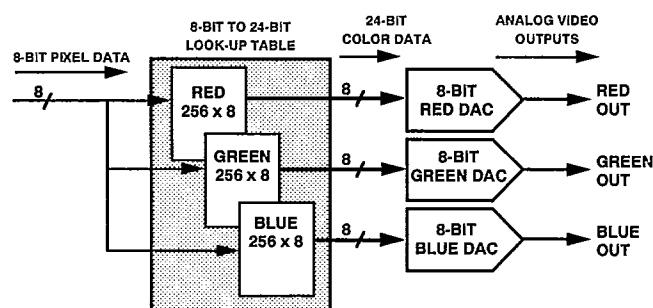 8-BIT TO 24-BIT
LOOK-UP TABLE
24-BIT
COLOR DATA
ANALOG VIDEO
OUTPUTS
8-BIT PIXEL DATA
8
RED
256 x 8
8
8-BIT
RED DAC
RED
OUT
GREEN
256 x 8
8
8-BIT
GREEN DAC
GREEN
OUT
BLUE
256 x 8
8
8-BIT
BLUE DAC
BLUE
OUT